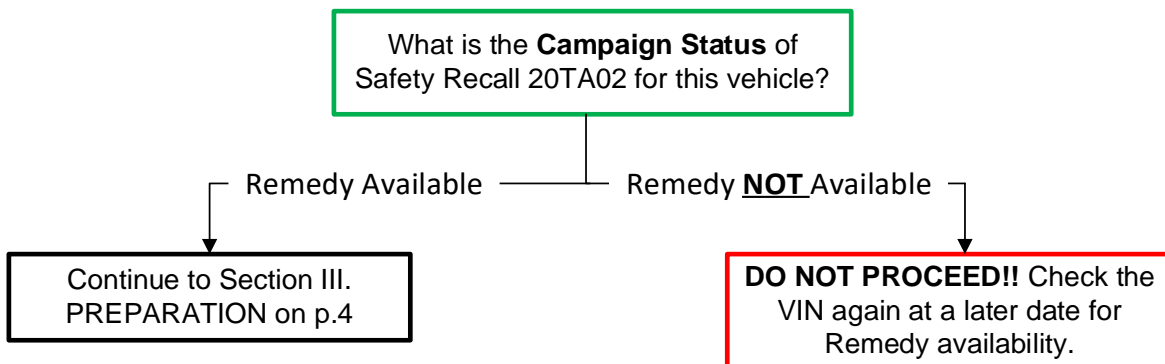 What is the Campaign Status of
Safety Recall 20TA02 for this vehicle?
Remedy Available
Remedy NOT Available
Continue to Section III.
PREPARATION on p.4
DO NOT PROCEED!! Check the
VIN again at a later date for
Remedy availability.